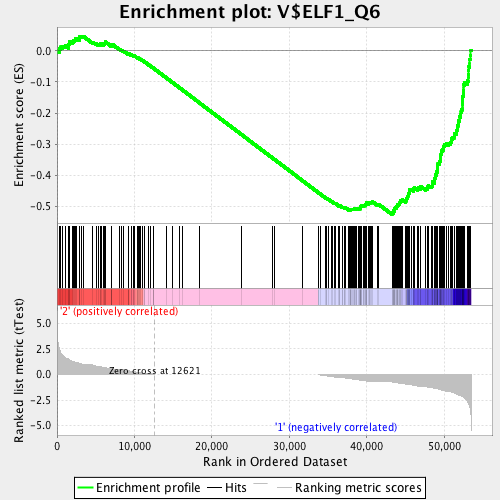 Enrichment plot: V$ELF1_Q6
Enrichment score (ES)
0.0
-0.1
-0.2
-0.3
-0.4
-0.5
Ranked list metric (tTest)
5.0
2.5
0.0
-2.5
-5.0
'2' (positively correlated)
Zero cross at 12621
'1' (negatively correlated)
0 10,000 20,000 30,000 40,000 50,000
Rank in Ordered Dataset
Enrichment profile Hits Ranking metric scores